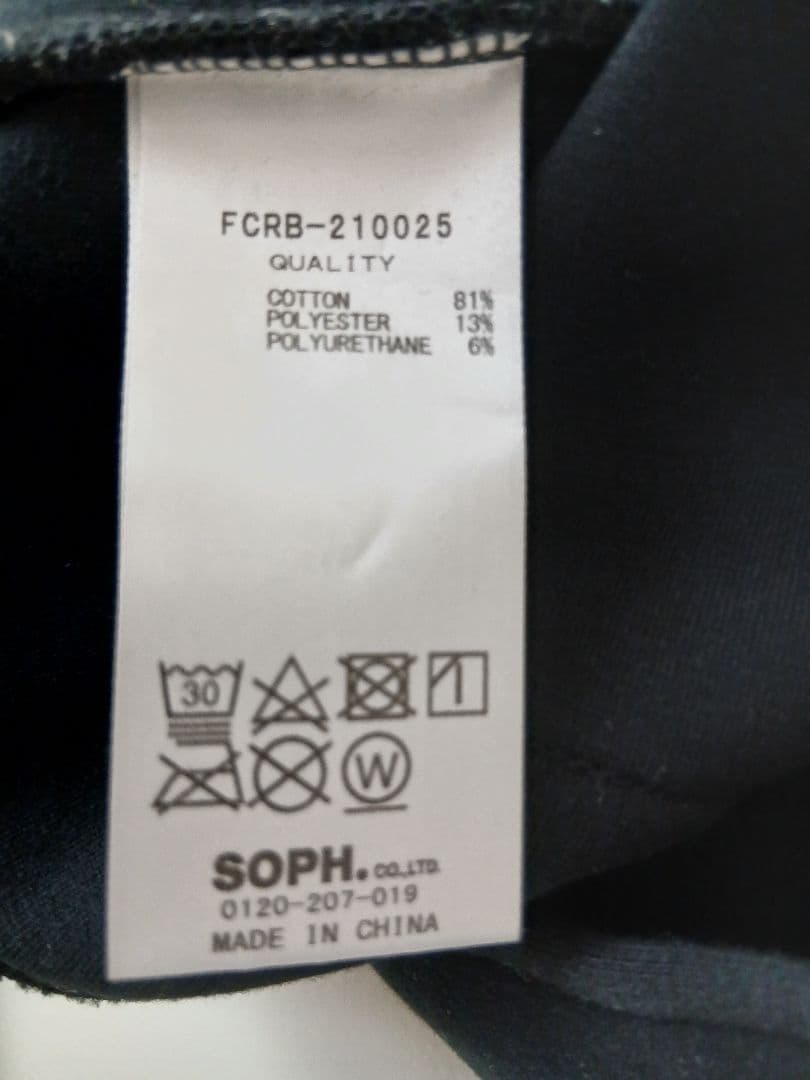 FCRB-210025
QUALITY
COTTON 81%
POLYESTER 13%
POLYURETHANE 6%
30
W
SOPH. CO.,LTD.
0120-207-019
MADE IN CHINA